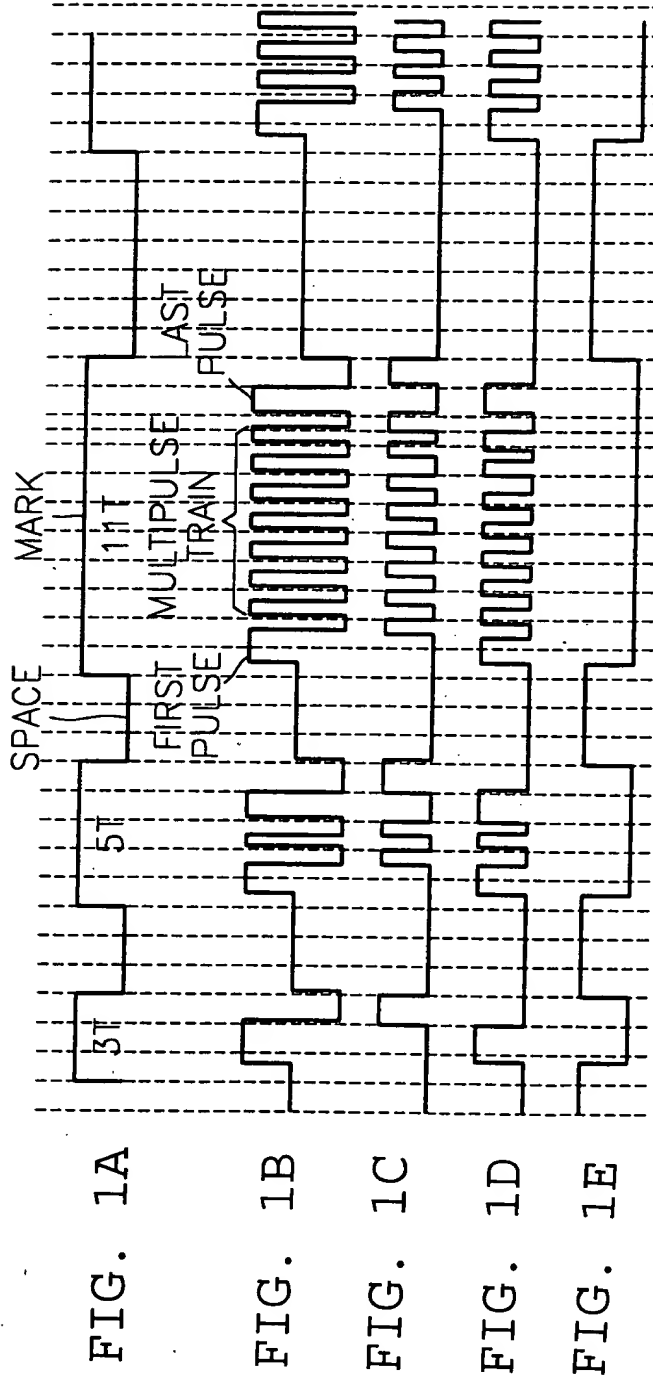 FIG. 1A
3T
5T
SPACE
MARK
11T
FIG. 1B
FIRST
PULSE
MULTIPULSE
TRAIN
LAST
PULSE
FIG. 1C
FIG. 1D
FIG. 1E